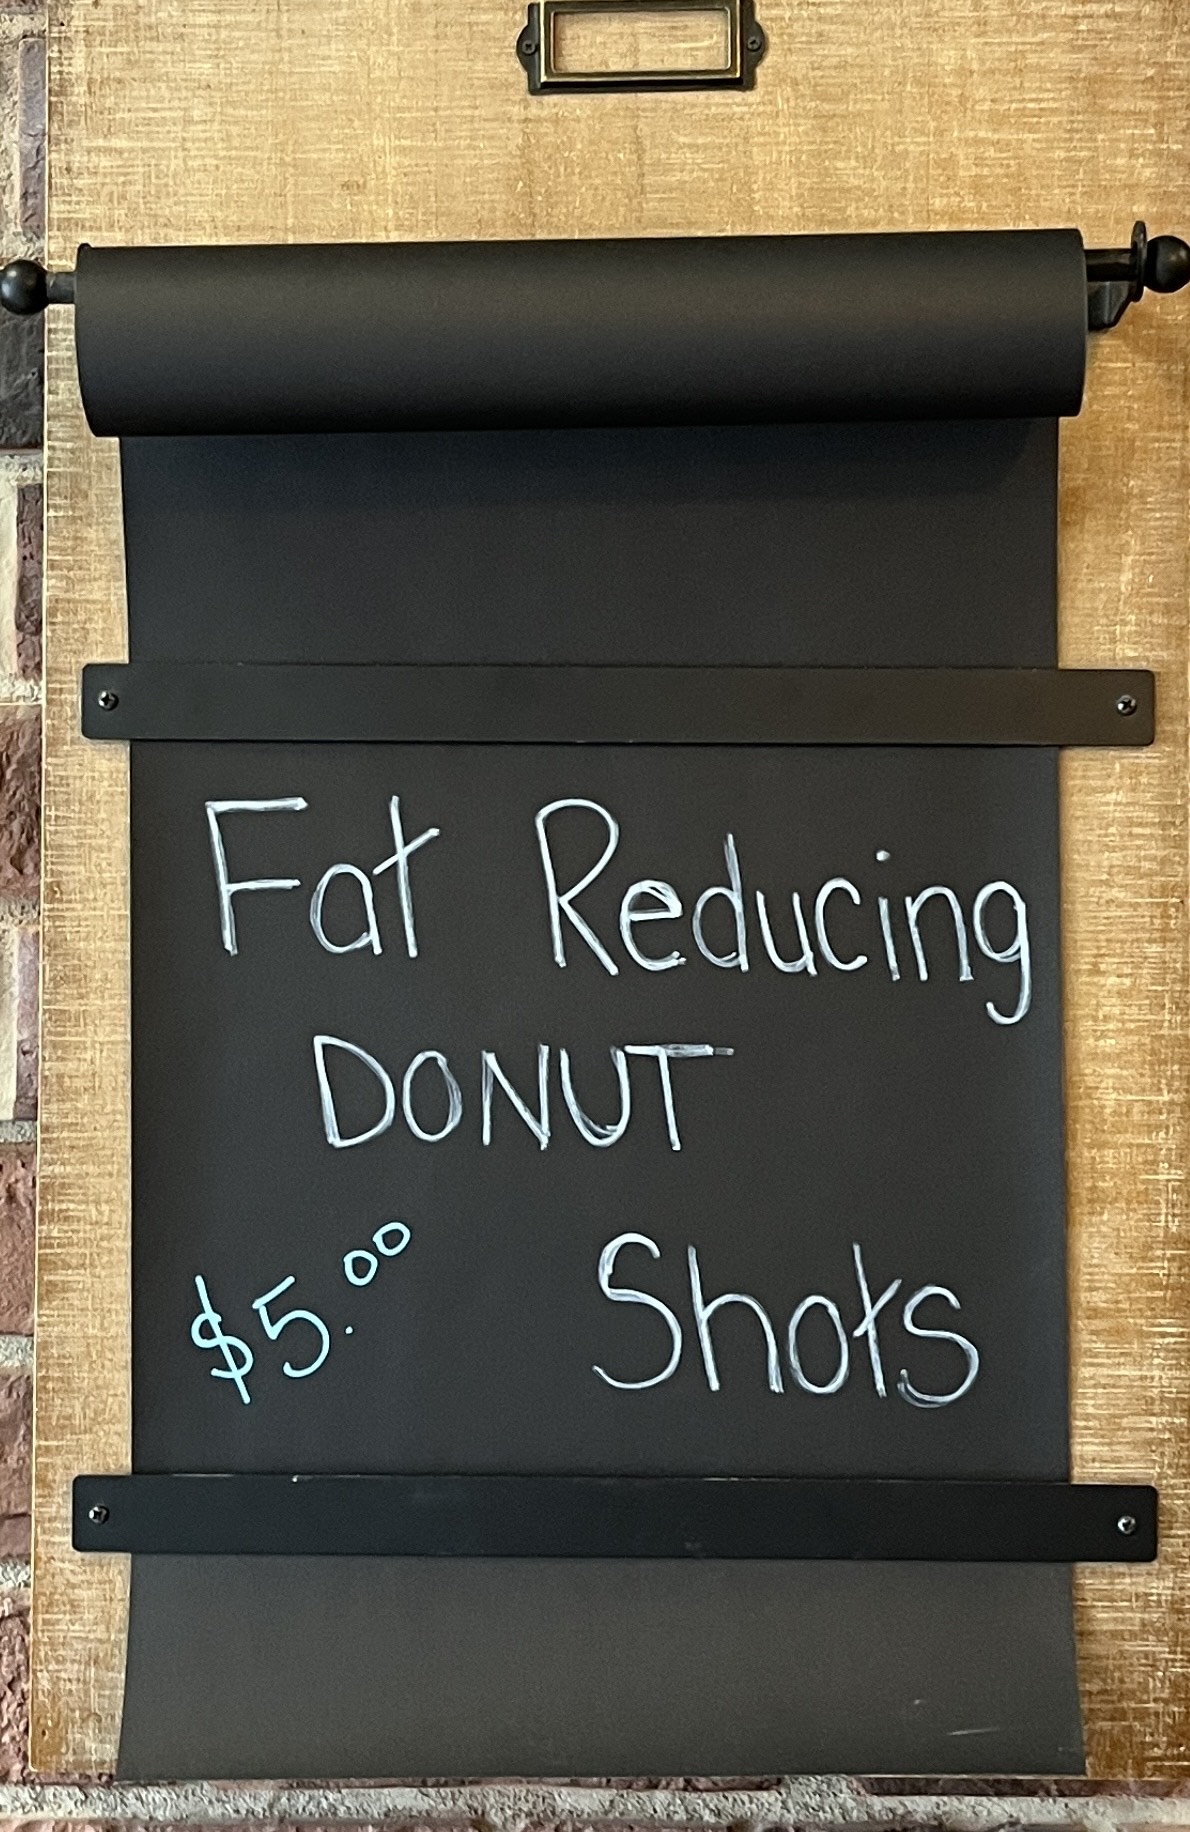 Fat Reducing
DONUT
$5.00 Shots